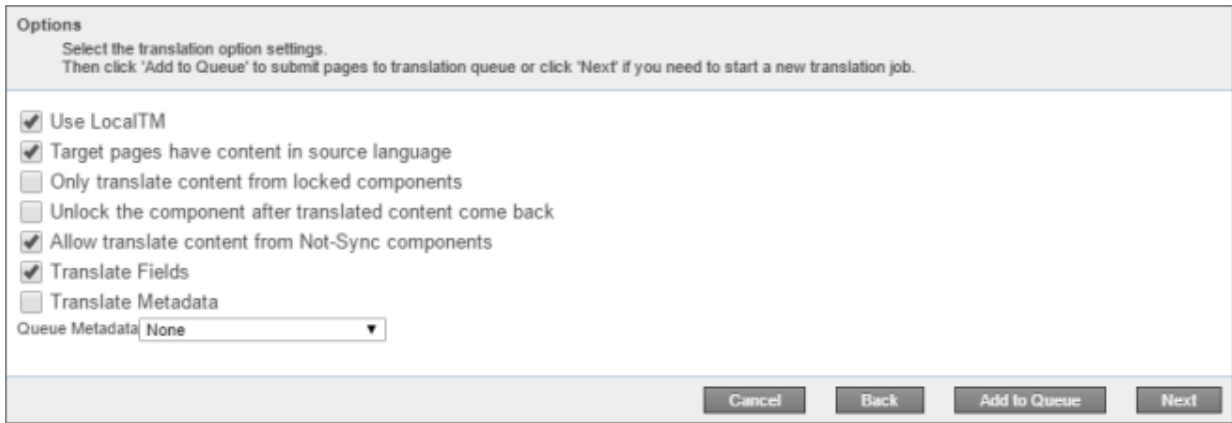 Options
Select the translation option settings.
Then click 'Add to Queue' to submit pages to translation queue or click 'Next' if you need to start a new translation job.
Use LocalTM
Target pages have content in source language
Only translate content from locked components
Unlock the component after translated content come back
Allow translate content from Not-Sync components
Translate Fields
Translate Metadata
Queue Metadata None
Cancel Back Add to Queue Next